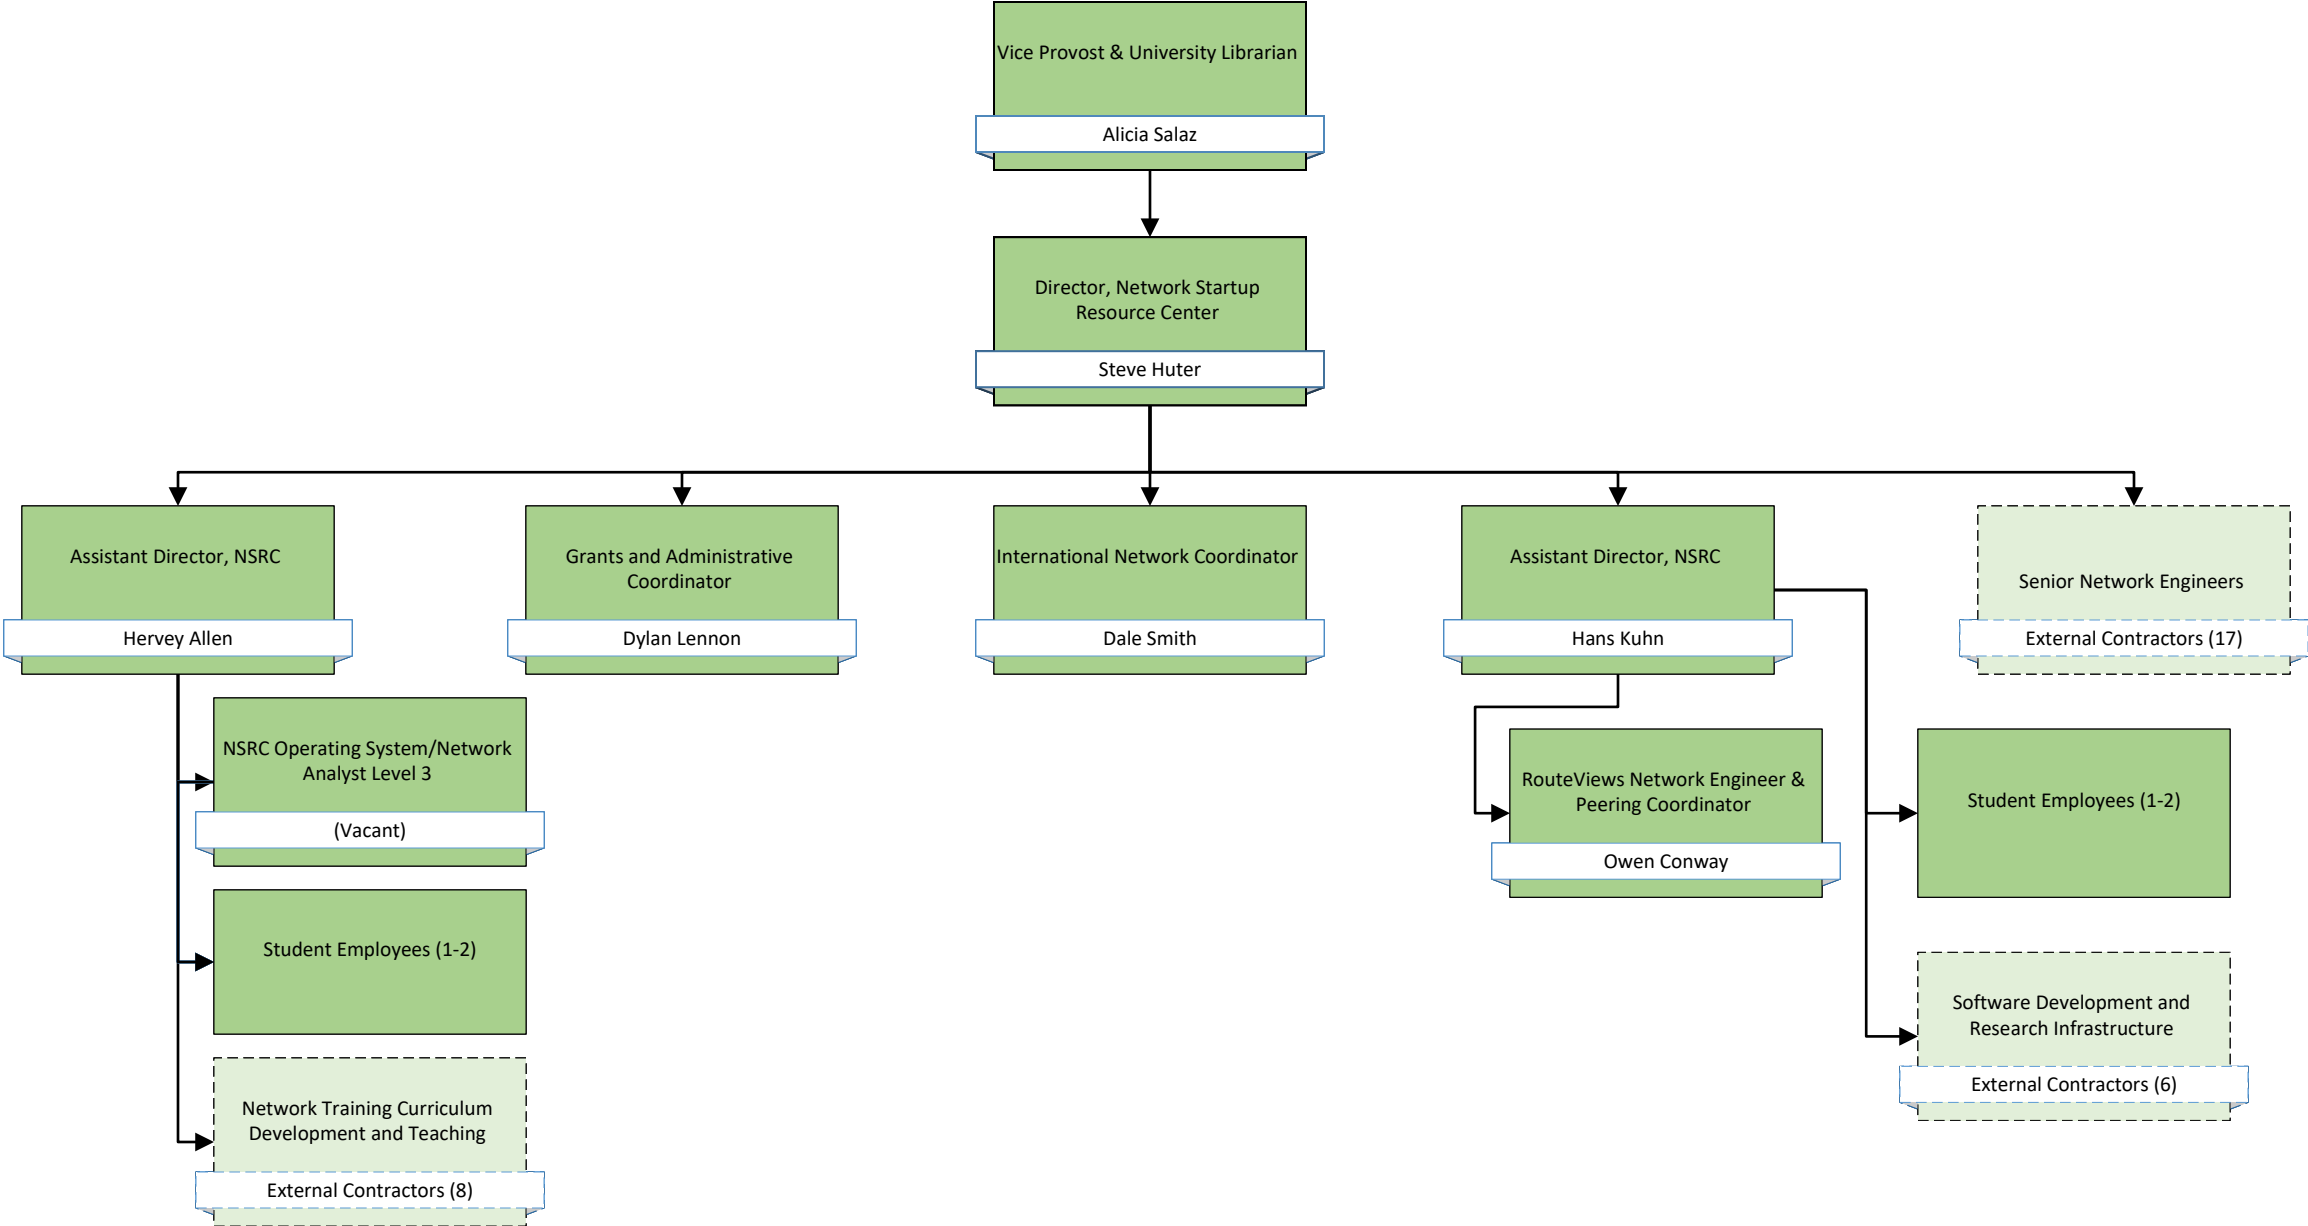 Vice Provost & University Librarian
Alicia Salaz
Director, Network Startup
Resource Center
Steve Huter
Assistant Director, NSRC
Hervey Allen
Grants and Administrative
Coordinator
Dylan Lennon
International Network Coordinator
Dale Smith
Assistant Director, NSRC
Hans Kuhn
Senior Network Engineers
External Contractors (17)
NSRC Operating System/Network
Analyst Level 3
(Vacant)
Student Employees (1-2)
Network Training Curriculum
Development and Teaching
External Contractors (8)
RouteViews Network Engineer &
Peering Coordinator
Owen Conway
Student Employees (1-2)
Software Development and
Research Infrastructure
External Contractors (6)